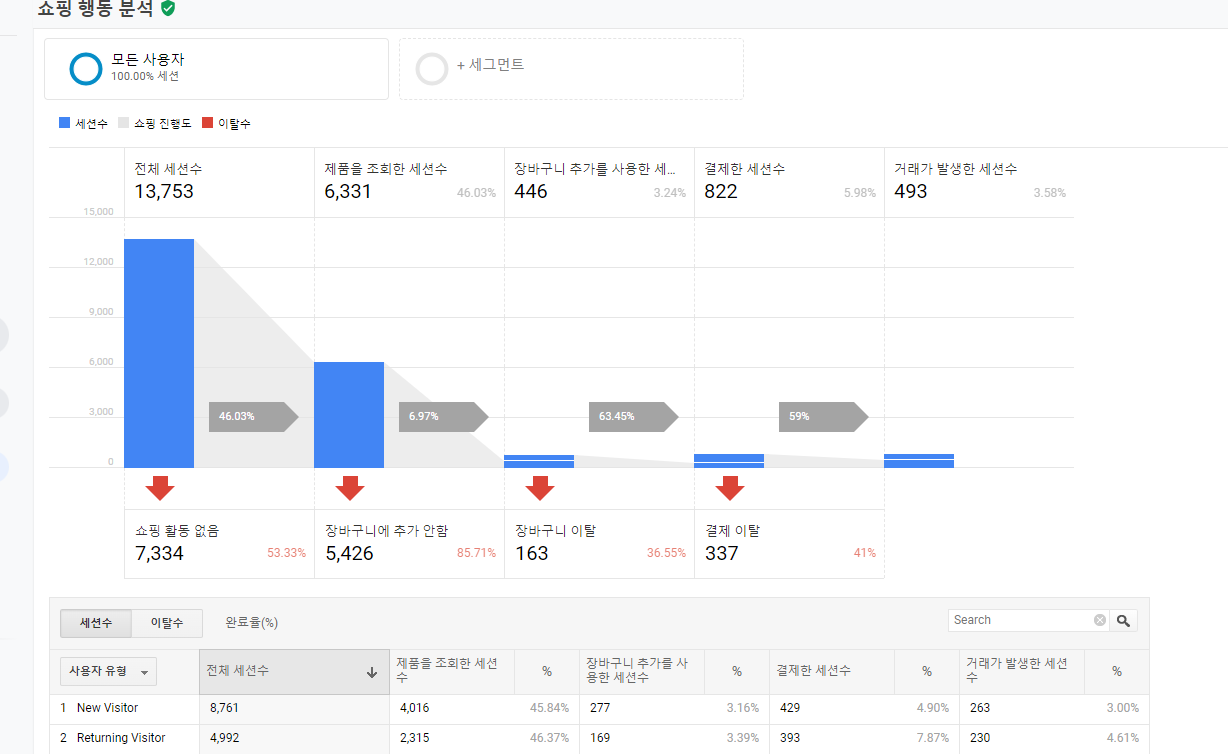 쇼핑 행동 분석
모든 사용자
100.00% 세션
+ 세그먼트
세션수 쇼핑 진행도 이탈수
전체 세션수 제품을 조회한 세션수 장바구니 추가를 사용한 세... 결제한 세션수 거래가 발생한 세션수
13,753 6,331 46.03% 446 3.24% 822 5.98% 493 3.58%
15,000
12,000
9,000
6,000
3,000
0
46.03% 6.97% 63.45% 59%
쇼핑 활동 없음 장바구니에 추가 안함 장바구니 이탈 결제 이탈
7,334 53.33% 5,426 85.71% 163 36.55% 337 41%
세션수 이탈수 완료율(%) Search
사용자 유형 전체 세션수 제품을 조회한 세션수 % 장바구니 추가를 사용한 세션수 % 결제한 세션수 % 거래가 발생한 세션수 %
1 New Visitor 8,761 4,016 45.84% 277 3.16% 429 4.90% 263 3.00%
2 Returning Visitor 4,992 2,315 46.37% 169 3.39% 393 7.87% 230 4.61%